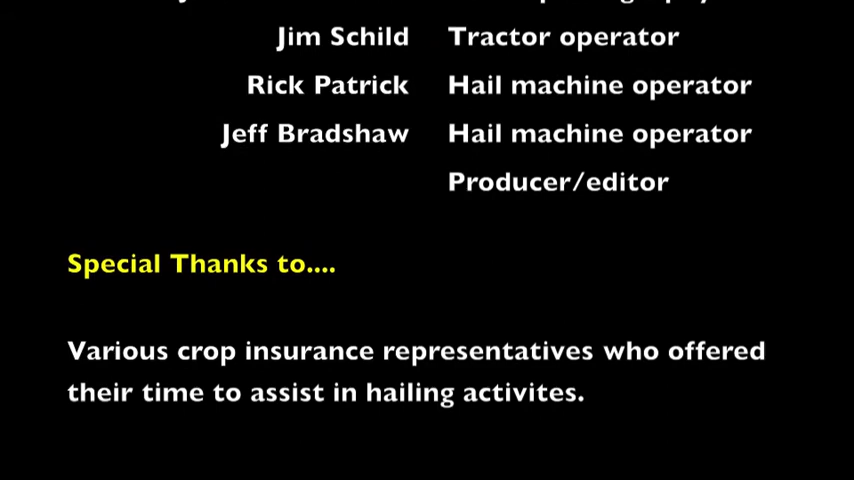 Jim Schild Tractor operator
Rick Patrick Hail machine operator
Jeff Bradshaw Hail machine operator
Producer/editor
Special Thanks to....
Various crop insurance representatives who offered
their time to assist in hailing activites.